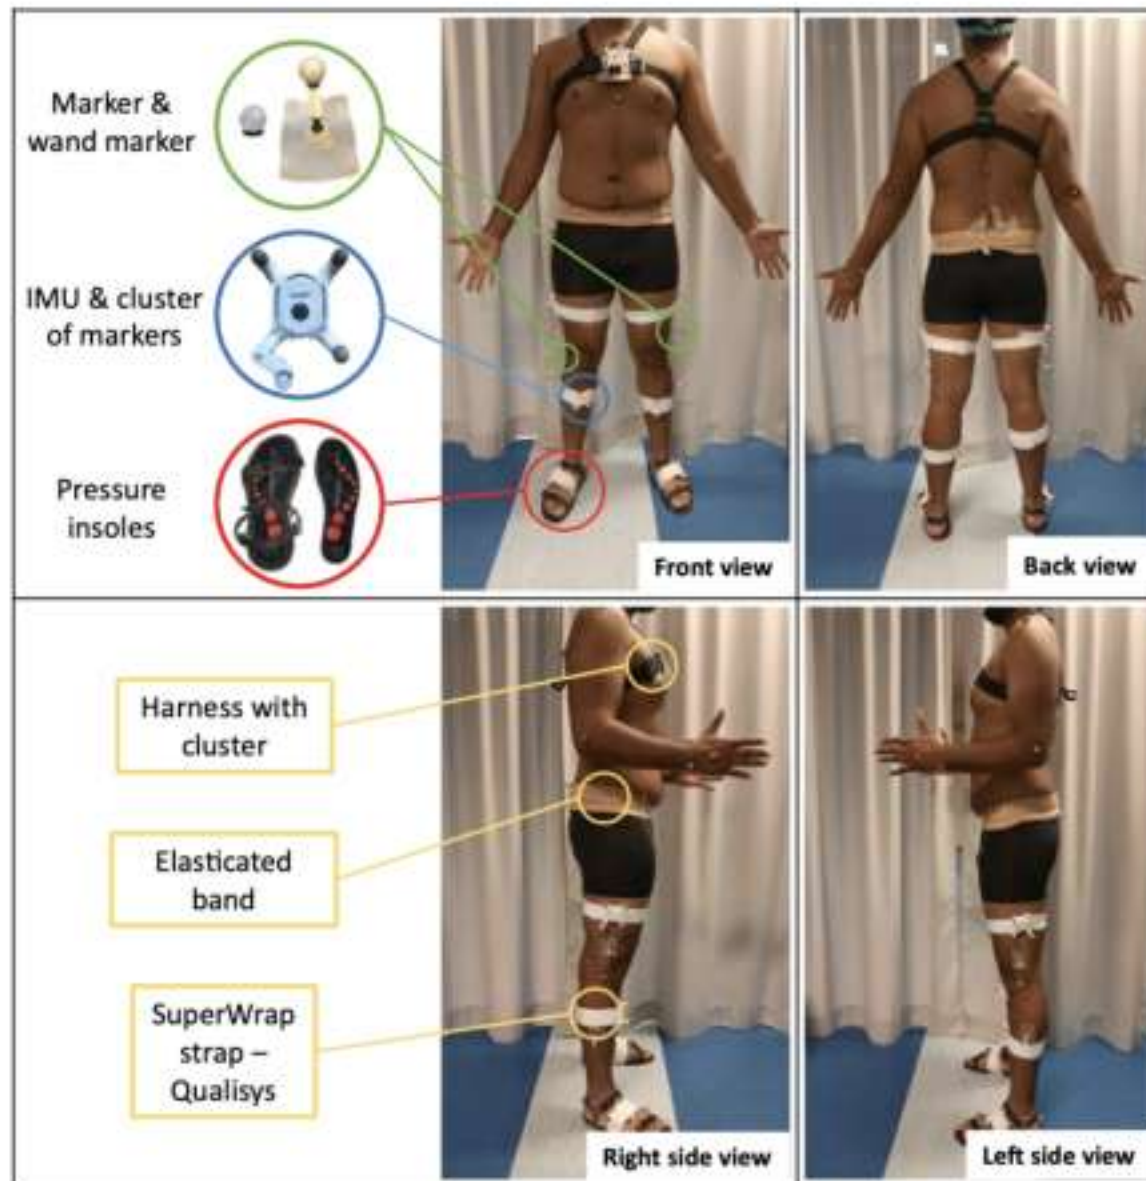 Marker &
wand marker
IMU & cluster
of markers
Pressure
insoles
Front view
Back view
Harness with
cluster
Elasticated
band
SuperWrap
strap –
Qualisys
Right side view
Left side view